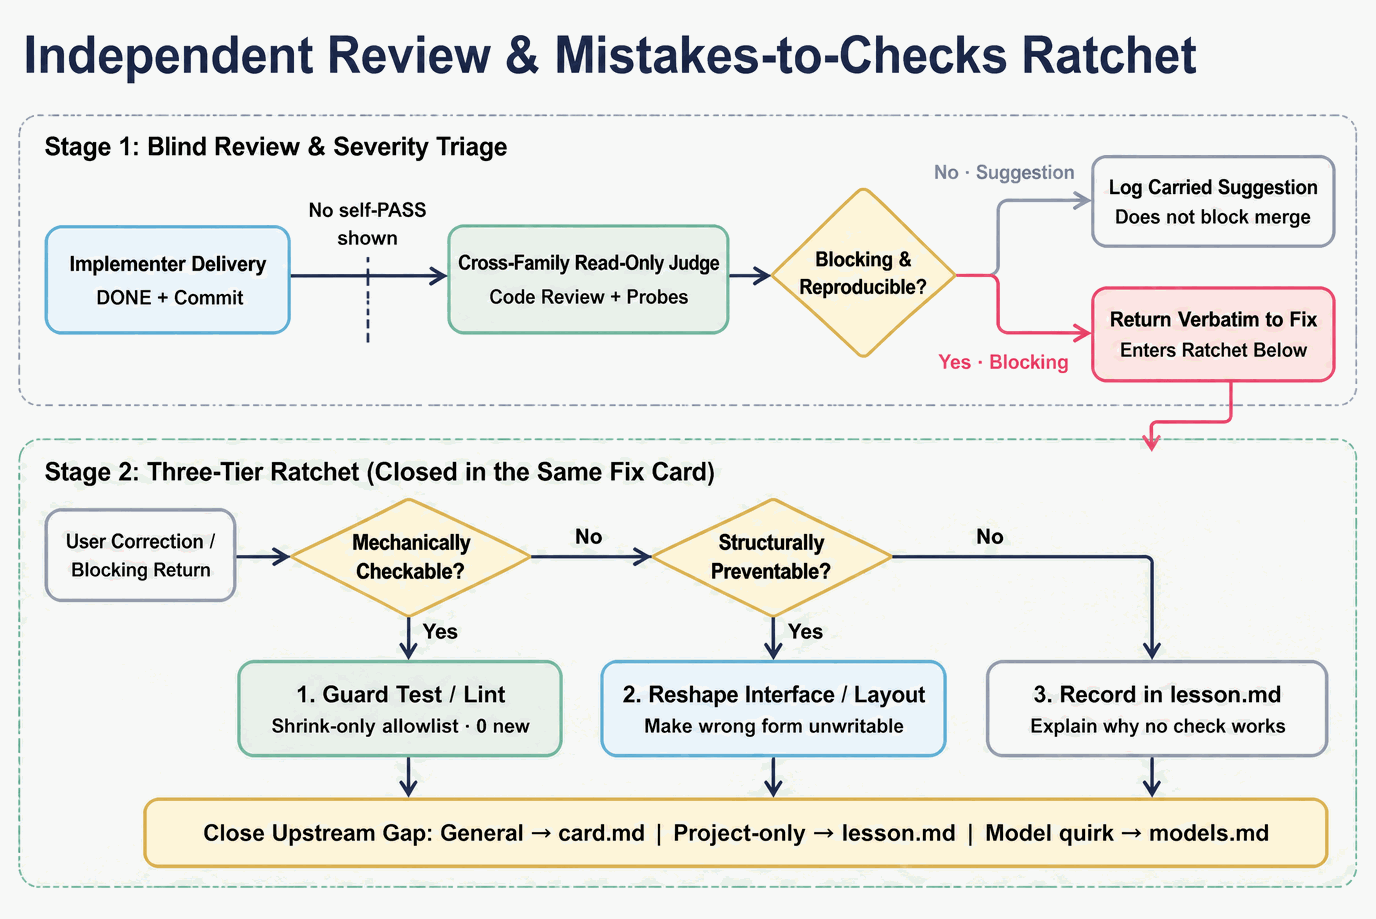 Independent Review & Mistakes-to-Checks Ratchet
Stage 1: Blind Review & Severity Triage
Implementer Delivery
DONE + Commit
No self-PASS
shown
Cross-Family Read-Only Judge
Code Review + Probes
Blocking &
Reproducible?
No · Suggestion
Log Carried Suggestion
Does not block merge
Yes · Blocking
Return Verbatim to Fix
Enters Ratchet Below
Stage 2: Three-Tier Ratchet (Closed in the Same Fix Card)
User Correction /
Blocking Return
Mechanically
Checkable?
No
Structurally
Preventable?
No
Yes
Yes
1. Guard Test / Lint
Shrink-only allowlist · 0 new
2. Reshape Interface / Layout
Make wrong form unwritable
3. Record in lesson.md
Explain why no check works
Close Upstream Gap: General → card.md | Project-only → lesson.md | Model quirk → models.md